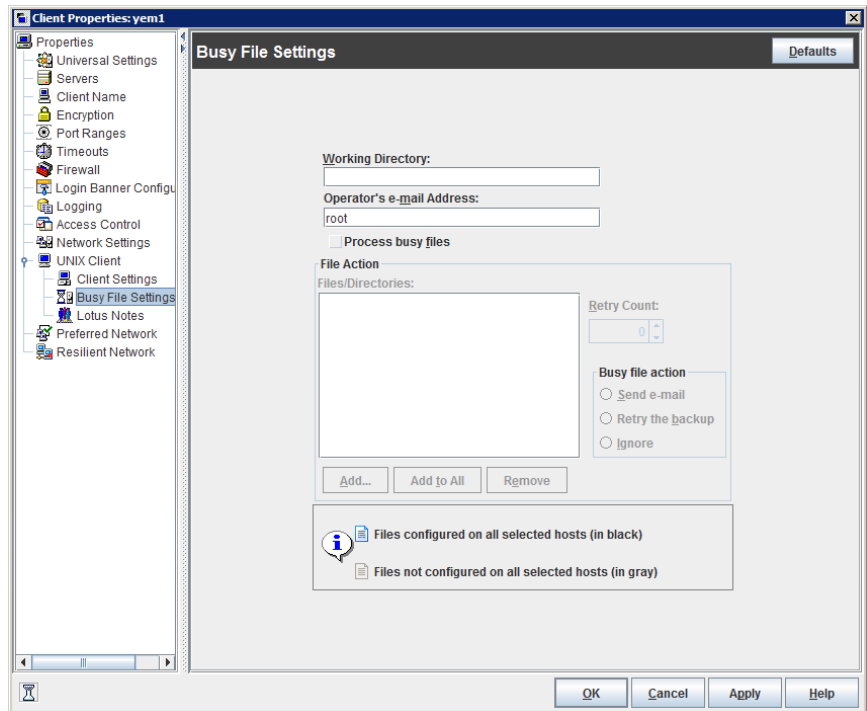 Client Properties: yem1
Properties
Universal Settings
Servers
Client Name
Encryption
Port Ranges
Timeouts
Firewall
Login Banner Configu
Logging
Access Control
Network Settings
UNIX Client
Client Settings
Busy File Settings
Lotus Notes
Preferred Network
Resilient Network
Busy File Settings
Defaults
Working Directory:
Operator's e-mail Address:
root
Process busy files
File Action
Files/Directories:
Retry Count:
0
Busy file action
Send e-mail
Retry the backup
Ignore
Add...
Add to All
Remove
Files configured on all selected hosts (in black)
Files not configured on all selected hosts (in gray)
OK
Cancel
Apply
Help